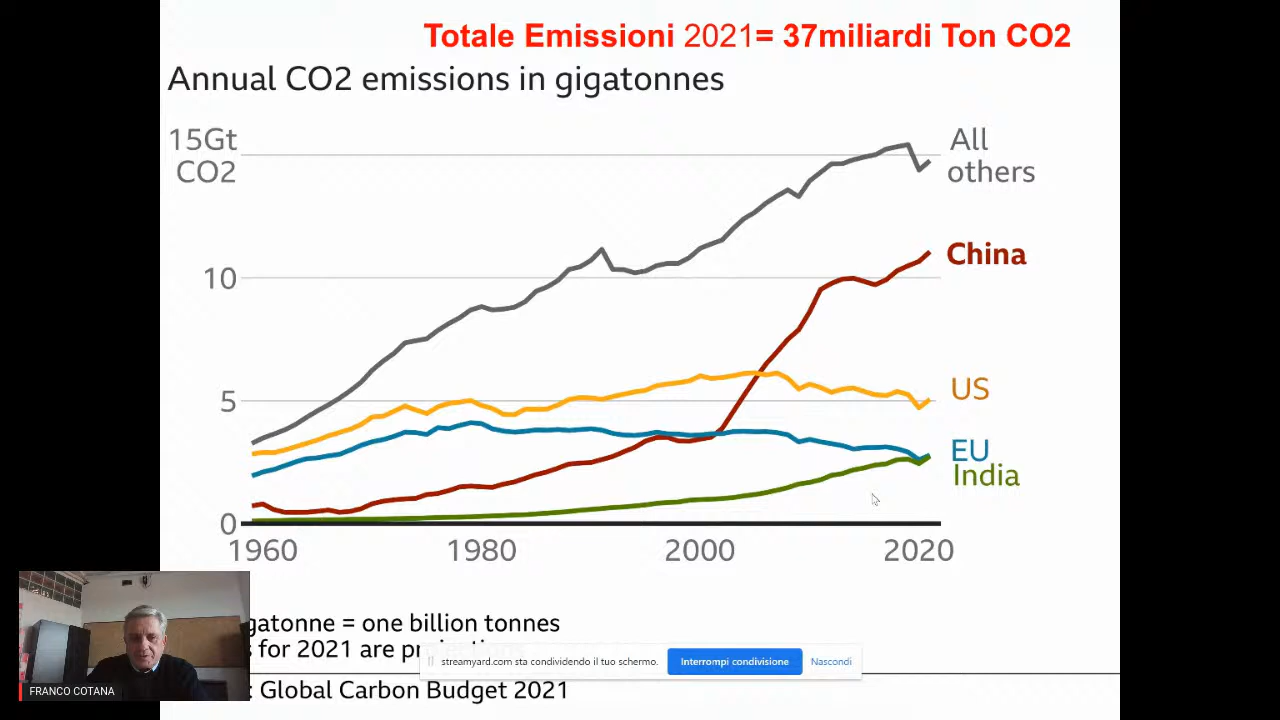 Totale Emissioni 2021= 37miliardi Ton CO2
Annual CO2 emissions in gigatonnes
15Gt
CO2
10
5
0
All
others
China
US
EU
India
1960 1980 2000 2020
gatonne = one billion tonnes
for 2021 are
streamyard.com sta condividendo il tuo schermo. Interrompi condivisione Nascondi
: Global Carbon Budget 2021
FRANCO COTANA